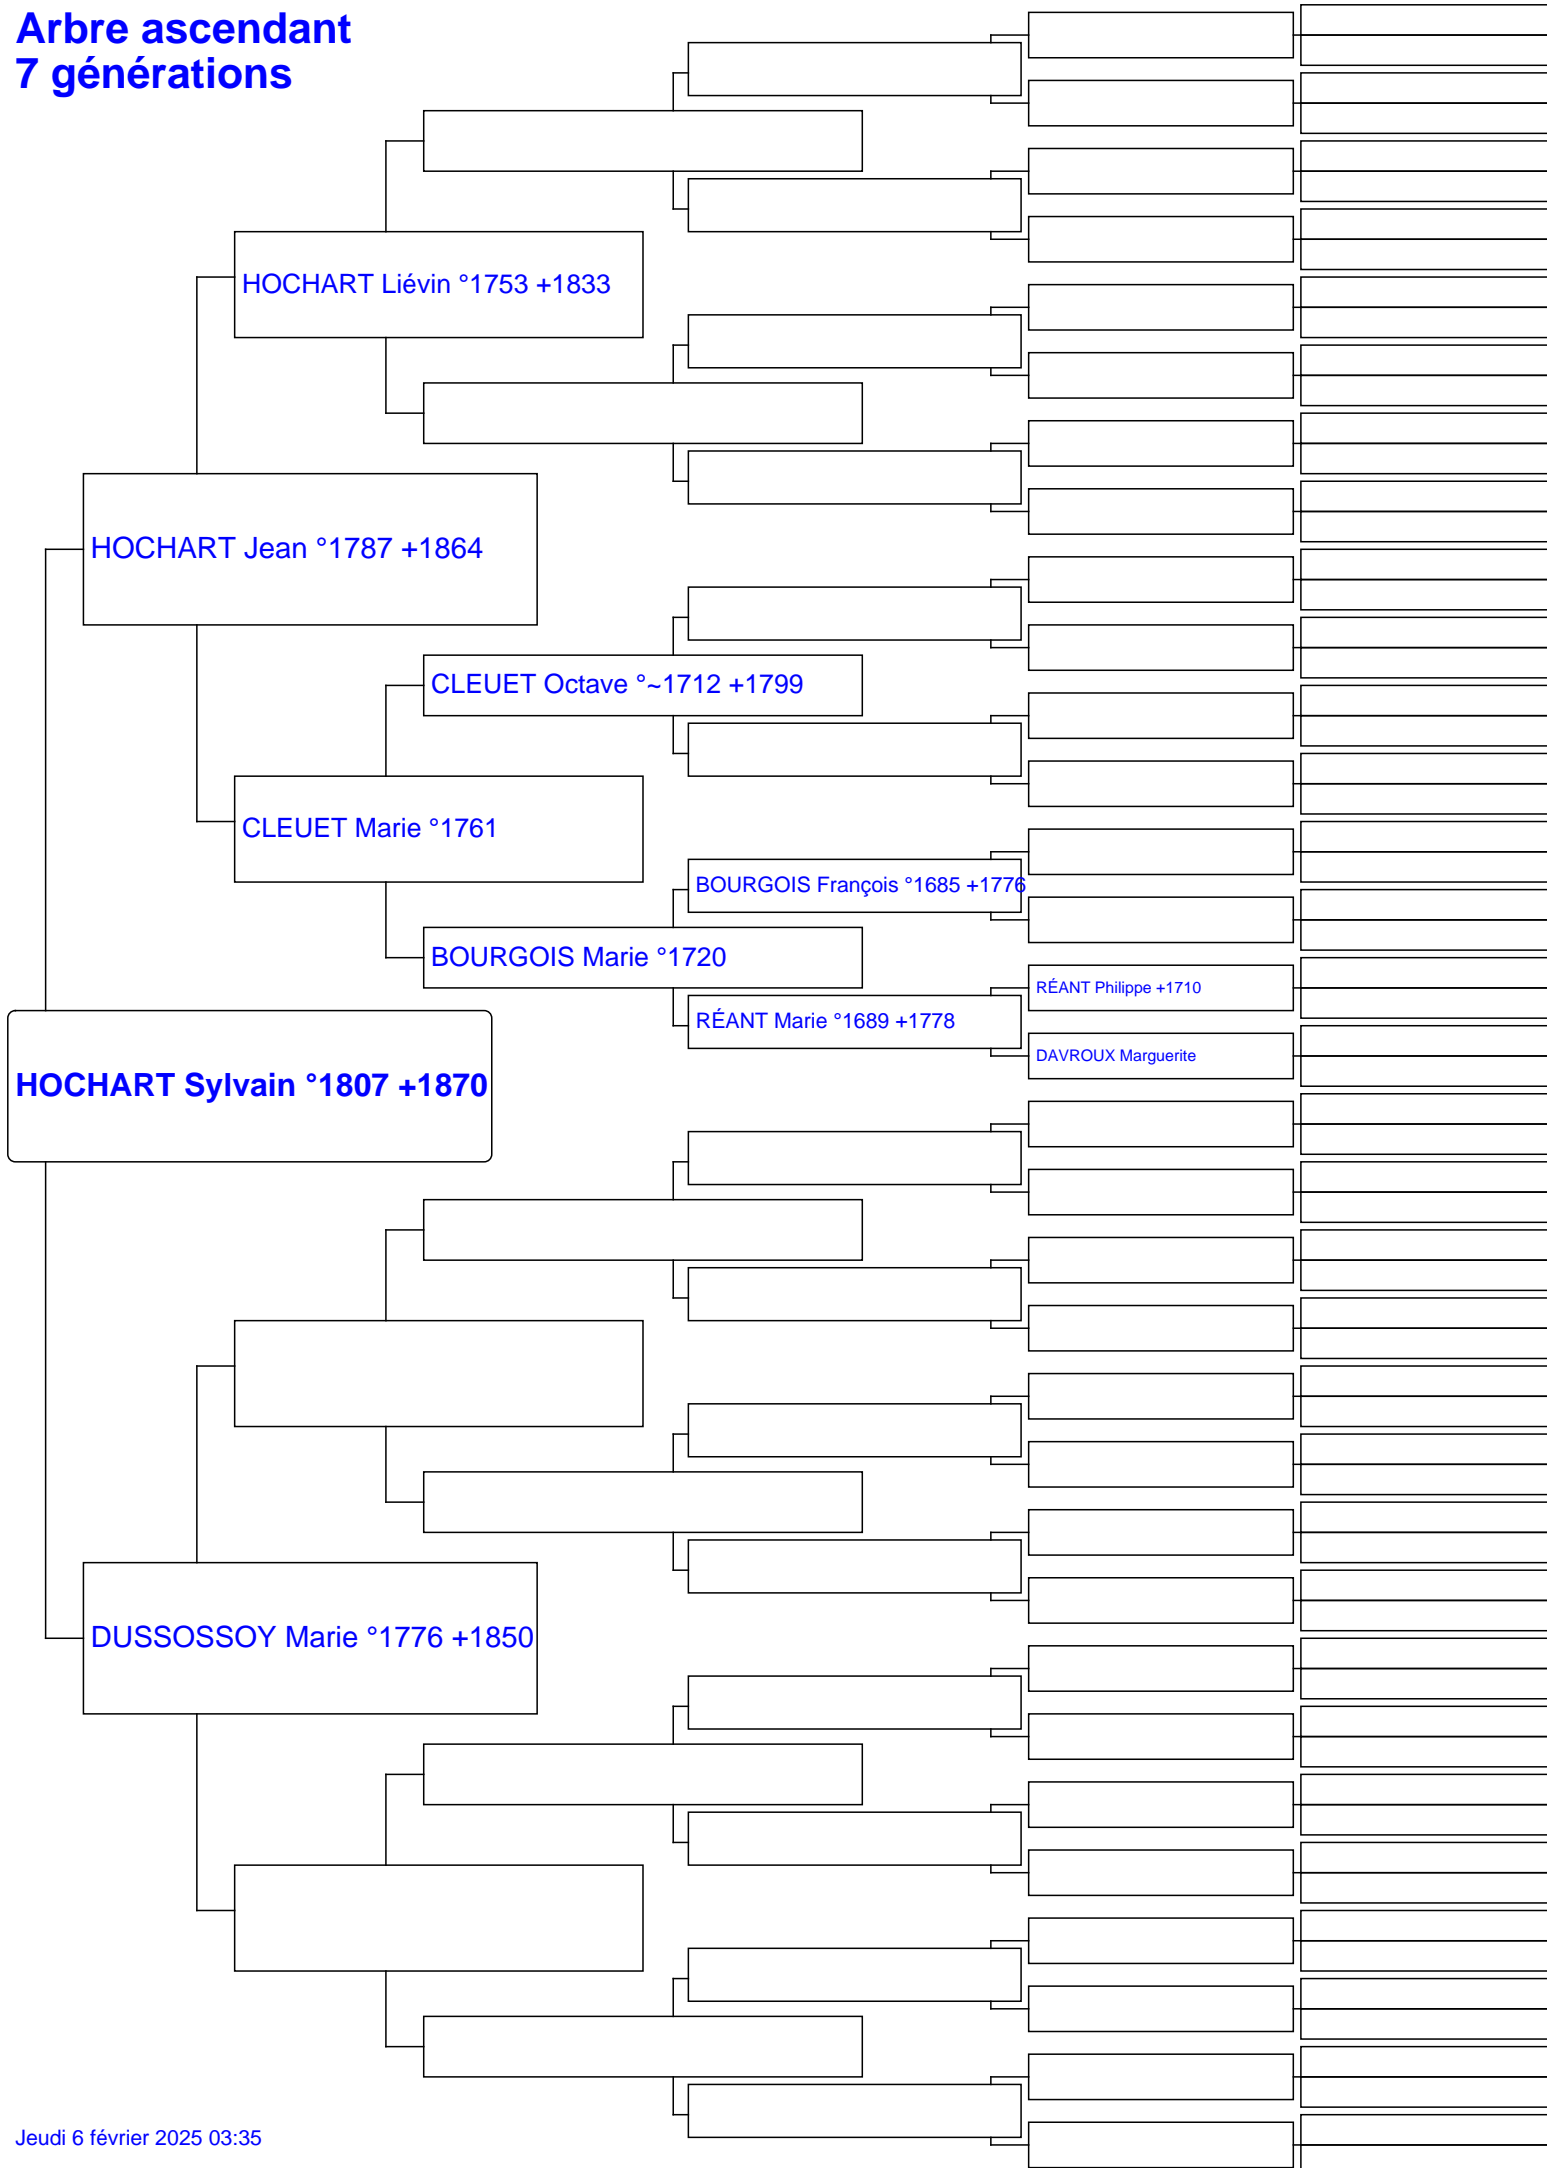 Arbre ascendant
7 générations
HOCHART Liévin °1753 +1833
HOCHART Jean °1787 +1864
CLEUET Octave °~1712 +1799
CLEUET Marie °1761
BOURGOIS François °1685 +1776
BOURGOIS Marie °1720
RÉANT Philippe +1710
RÉANT Marie °1689 +1778
DAVROUX Marguerite
HOCHART Sylvain °1807 +1870
DUSSOSSOY Marie °1776 +1850
Jeudi 6 février 2025 03:35